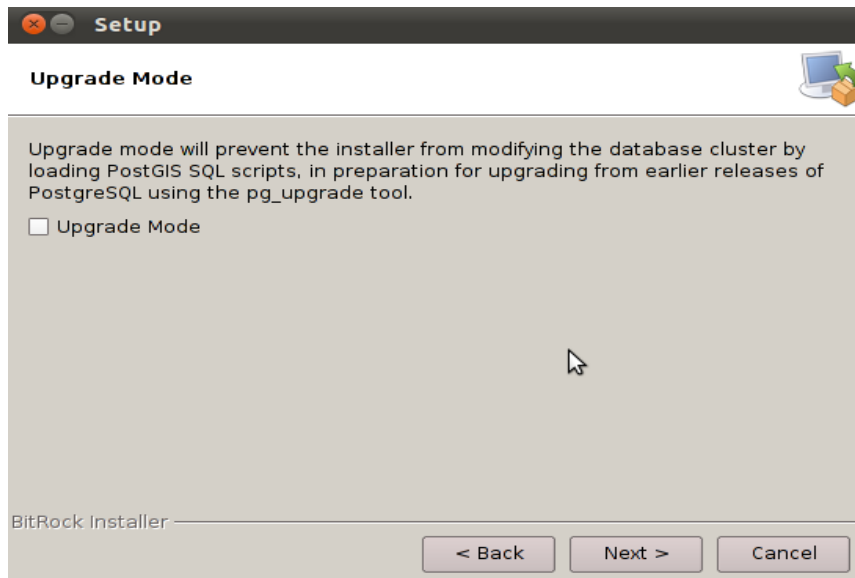 Setup
Upgrade Mode
Upgrade mode will prevent the installer from modifying the database cluster by
loading PostGIS SQL scripts, in preparation for upgrading from earlier releases of
PostgreSQL using the pg_upgrade tool.
Upgrade Mode
BitRock Installer
< Back
Next >
Cancel